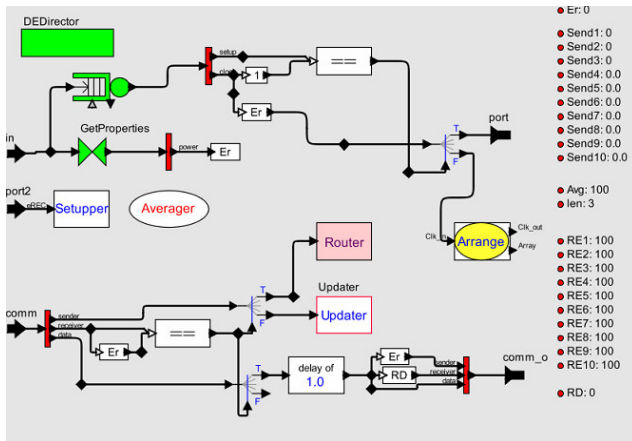 DEDirector
Er: 0
Send1: 0
Send2: 0
Send3: 0
Send4: 0.0
Send5: 0.0
Send6: 0.0
Send7: 0.0
Send8: 0.0
Send9: 0.0
Send10: 0.0
setup
==
1
Er
port
T
F
in
GetProperties
power
Er
port2
eREC
Setupper
Averager
Clk_in
Arrange
Clk_out
Array
Avg: 100
len: 3
Router
Updater
Updater
T
F
comm
sender
receiver
data
Er
==
T
F
delay of
1.0
Er
RD
sender
receiver
data
comm_o
RE1: 100
RE2: 100
RE3: 100
RE4: 100
RE5: 100
RE6: 100
RE7: 100
RE8: 100
RE9: 100
RE10: 100
RD: 0